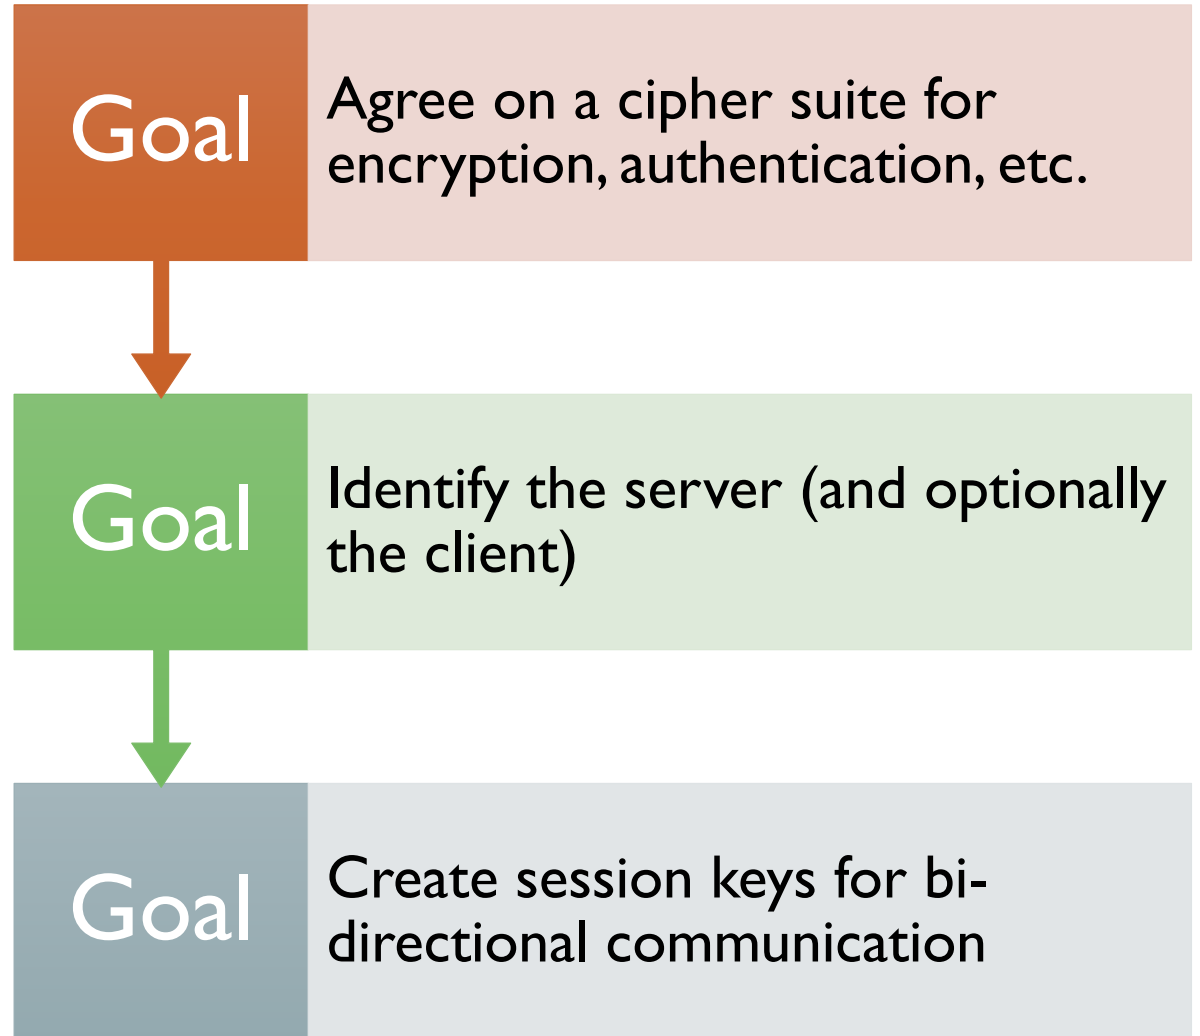 Goal
Agree on a cipher suite for
encryption, authentication, etc.
Goal
Identify the server (and optionally
the client)
Goal
Create session keys for bi-
directional communication